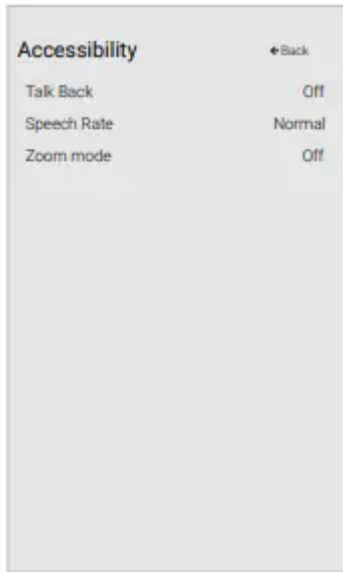 Accessibility ←Back
Talk Back Off
Speech Rate Normal
Zoom mode Off